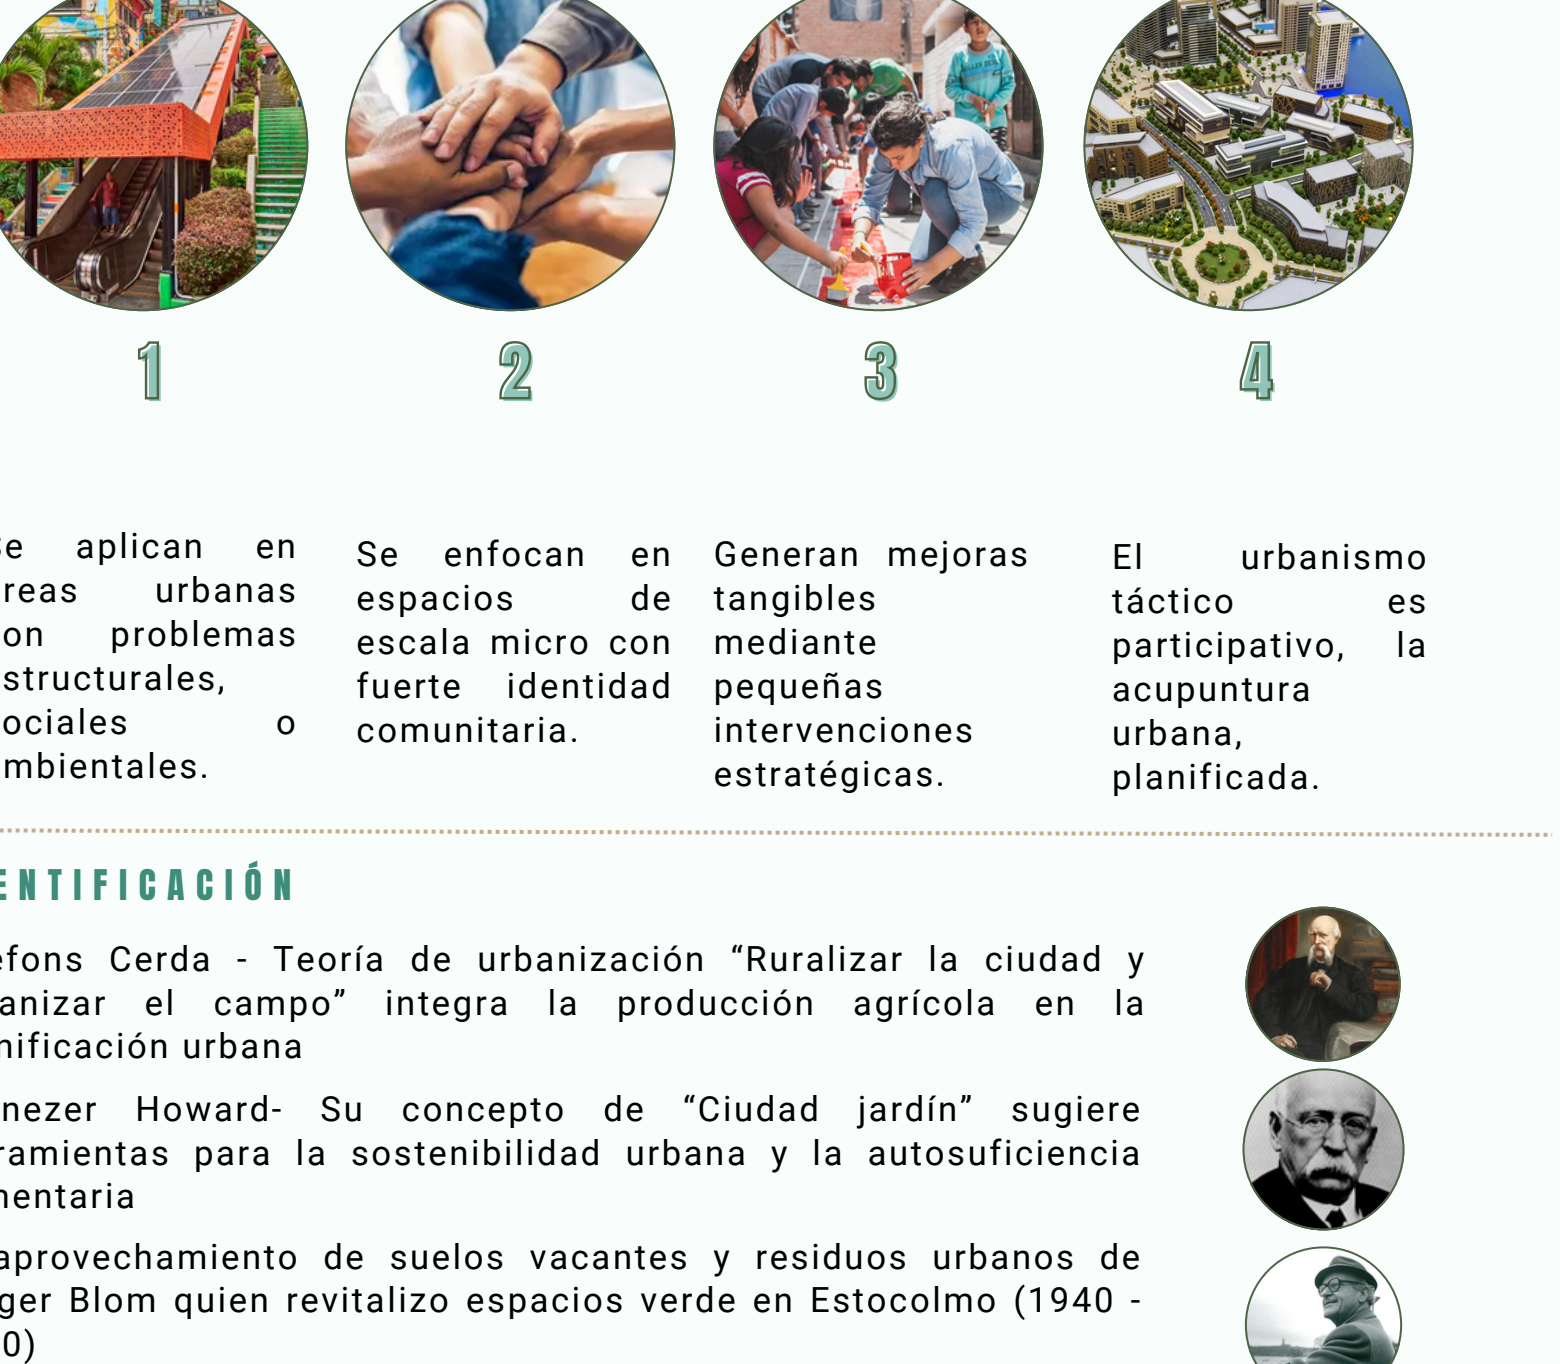 1
2
3
4
Se aplican en
reas urbanas
on problemas
structurales,
ociales o
mbientales.
Se enfocan en
espacios de
escala micro con
fuerte identidad
comunitaria.
Generan mejoras
tangibles
mediante
pequeñas
intervenciones
estratégicas.
El urbanismo
táctico es
participativo, la
acupuntura
urbana,
planificada.
ENTIFICACIÓN
efons Cerda - Teoría de urbanización “Ruralizar la ciudad y
anizar el campo” integra la producción agrícola en la
nificación urbana
nezer Howard- Su concepto de “Ciudad jardín” sugiere
ramientas para la sostenibilidad urbana y la autosuficiencia
mentaria
aprovechamiento de suelos vacantes y residuos urbanos de
ger Blom quien revitalizo espacios verde en Estocolmo (1940 -
0)